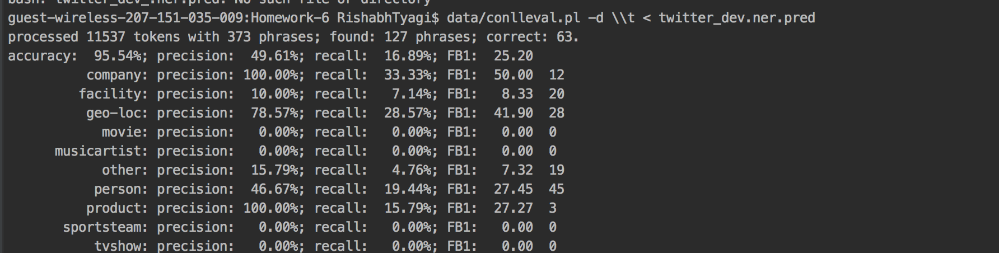 bash: twitter_dev_.ner.pred: No such file or directory
guest-wireless-207-151-035-009:Homework-6 RishabhTyagi$ data/conlleval.pl -d \\t < twitter_dev.ner.pred
processed 11537 tokens with 373 phrases; found: 127 phrases; correct: 63.
accuracy:  95.54%; precision:  49.61%; recall:  16.89%; FB1:  25.20
company: precision: 100.00%; recall:  33.33%; FB1:  50.00  12
facility: precision:  10.00%; recall:   7.14%; FB1:   8.33  20
geo-loc: precision:  78.57%; recall:  28.57%; FB1:  41.90  28
movie: precision:   0.00%; recall:   0.00%; FB1:   0.00  0
musicartist: precision:   0.00%; recall:   0.00%; FB1:   0.00  0
other: precision:  15.79%; recall:   4.76%; FB1:   7.32  19
person: precision:  46.67%; recall:  19.44%; FB1:  27.45  45
product: precision: 100.00%; recall:  15.79%; FB1:  27.27  3
sportsteam: precision:   0.00%; recall:   0.00%; FB1:   0.00  0
tvshow: precision:   0.00%; recall:   0.00%; FB1:   0.00  0